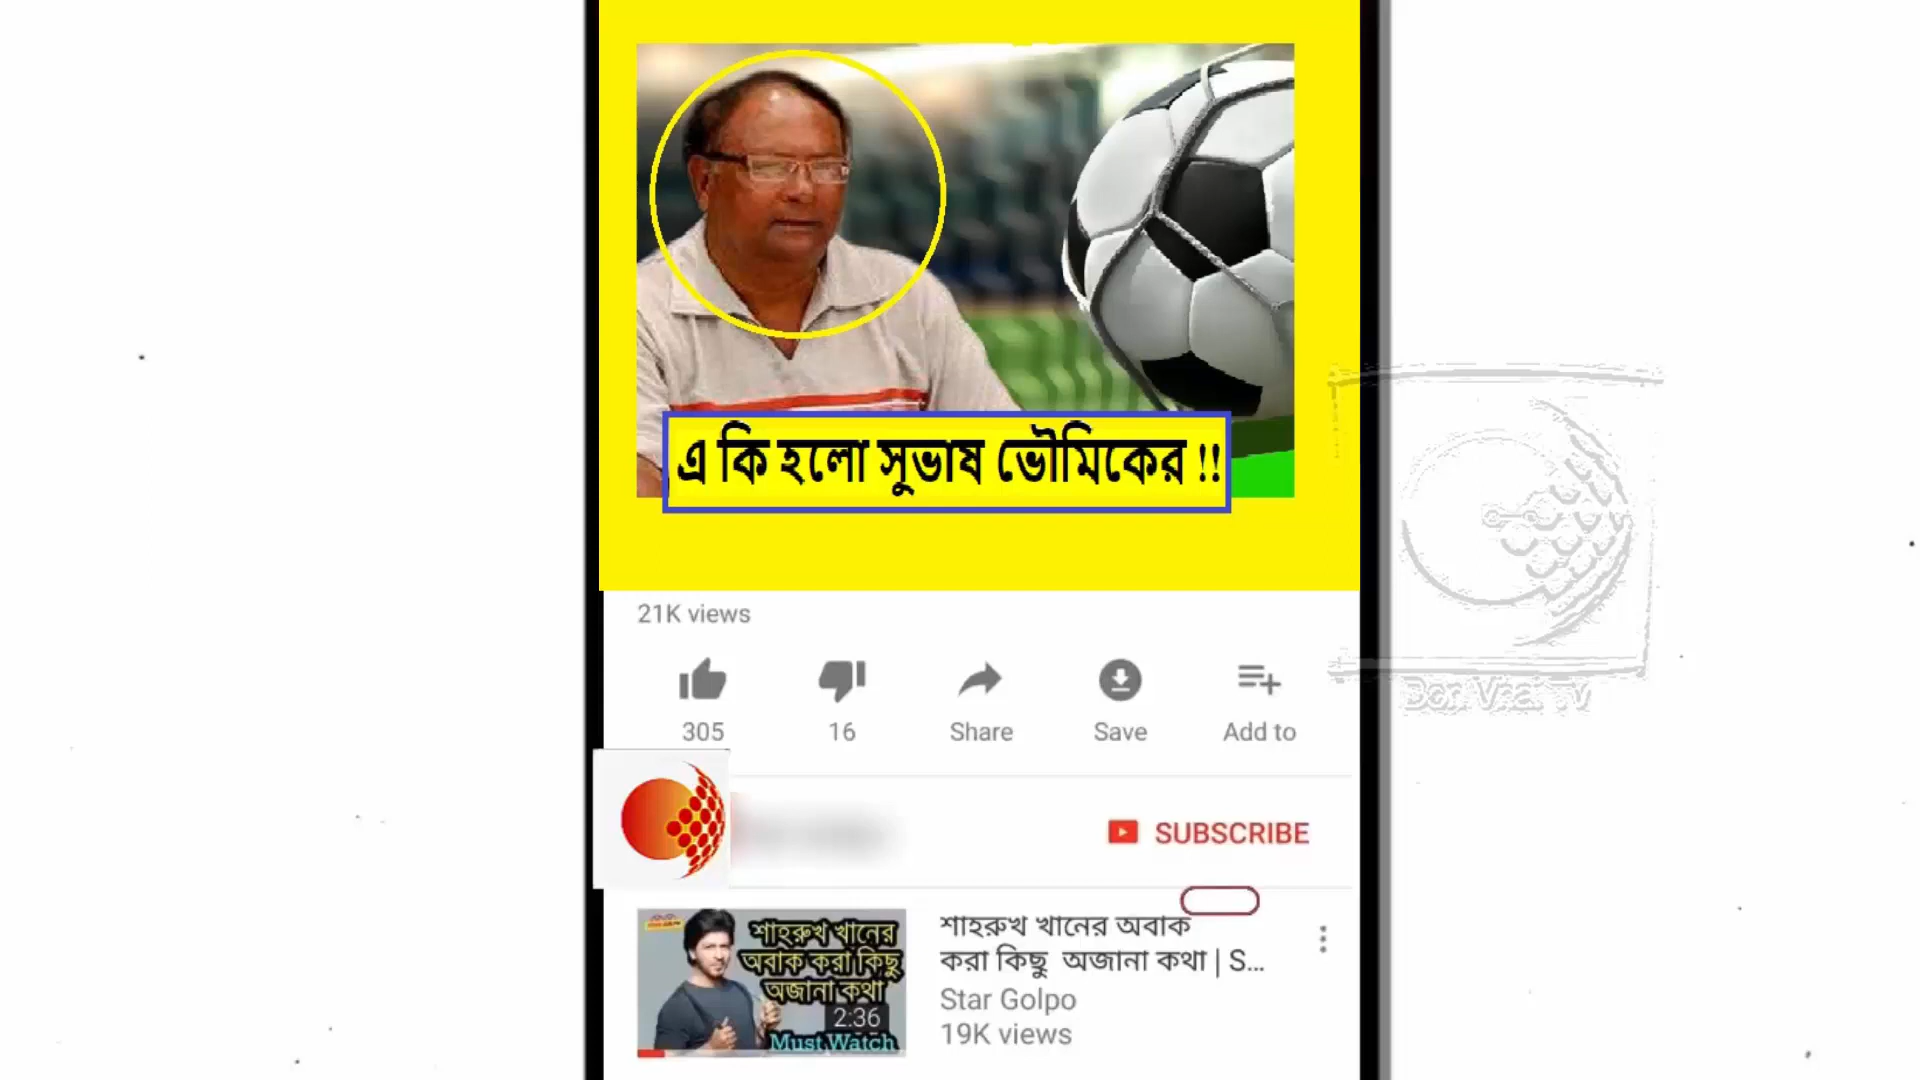 এ কি হলো সুভাষ ভৌমিকের !!
21K views
305
16
Share
Save
Add to
SUBSCRIBE
শাহরুখ খানের
অবাক করা কিছু
অজানা কথা
2:36
Must Watch
শাহরুখ খানের অবাক
করা কিছু অজানা কথা | S...
Star Golpo
19K views